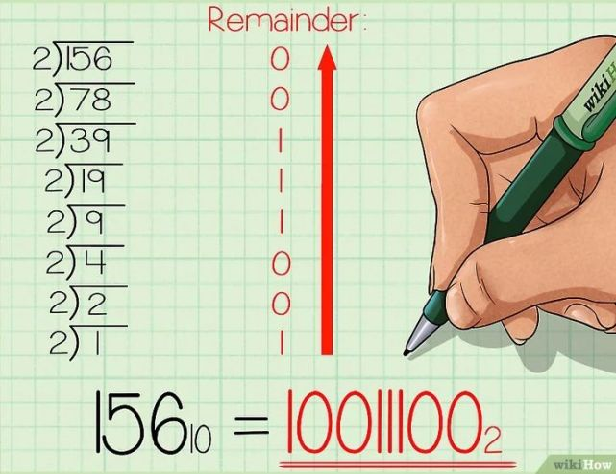 Remainder:
2)156 0
2)78 0
2)39 1
2)19 1
2)9 1
2)4 0
2)2 0
2)1 1
156₁₀ = 10011100₂
wikiH
wikiHow